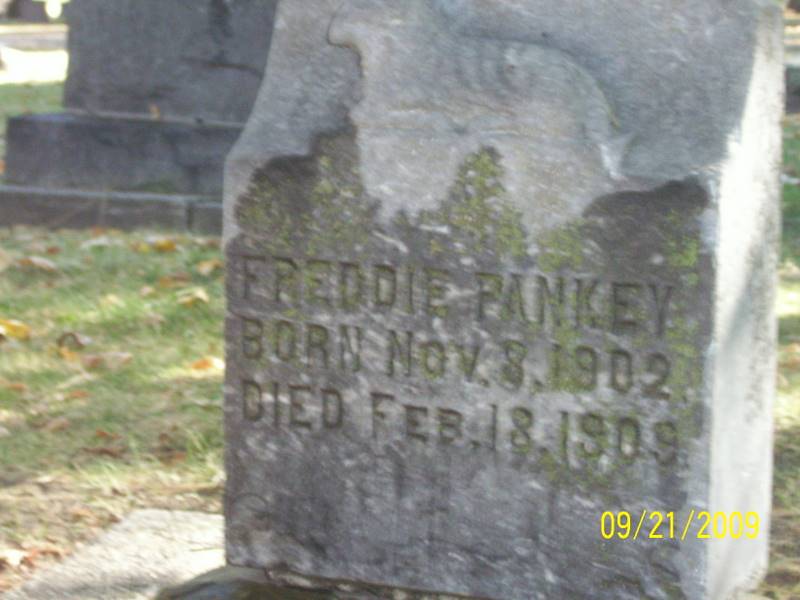 FREDDIE PANKEY
BORN NOV. 8. 1902
DIED FEB. 18. 1909
09/21/2009